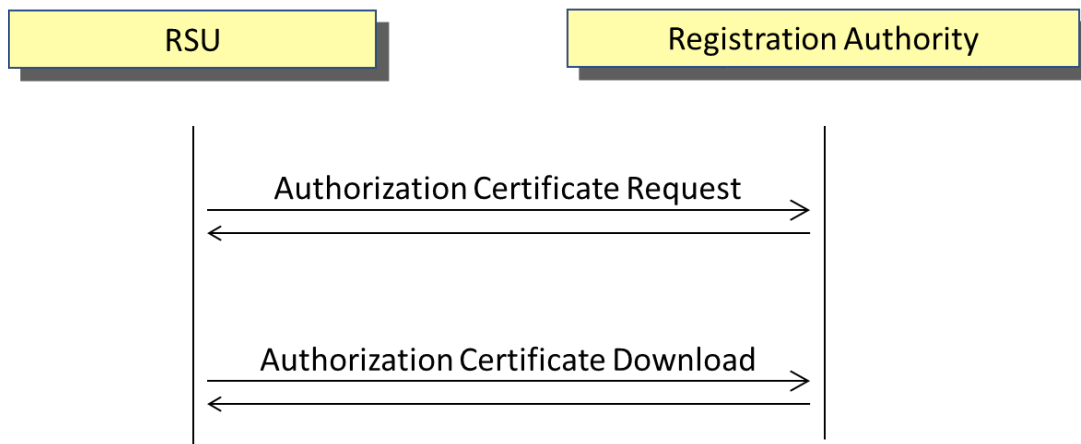 RSU
Registration Authority
Authorization Certificate Request
Authorization Certificate Download